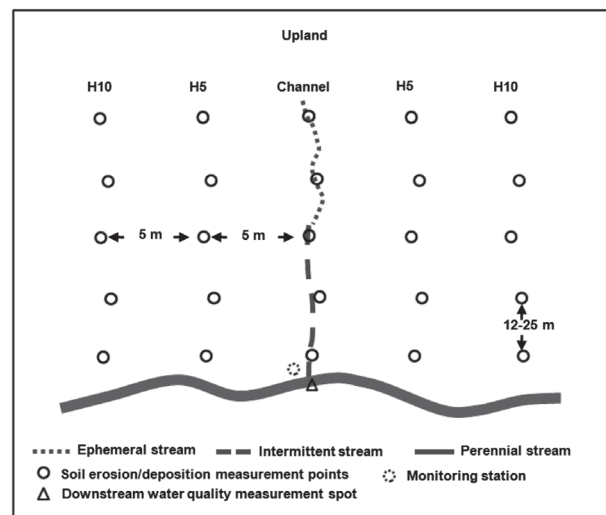 Upland
H10 H5 Channel H5 H10
5 m 5 m
12-25 m
Ephemeral stream Intermittent stream Perennial stream
Soil erosion/deposition measurement points Monitoring station
Downstream water quality measurement spot